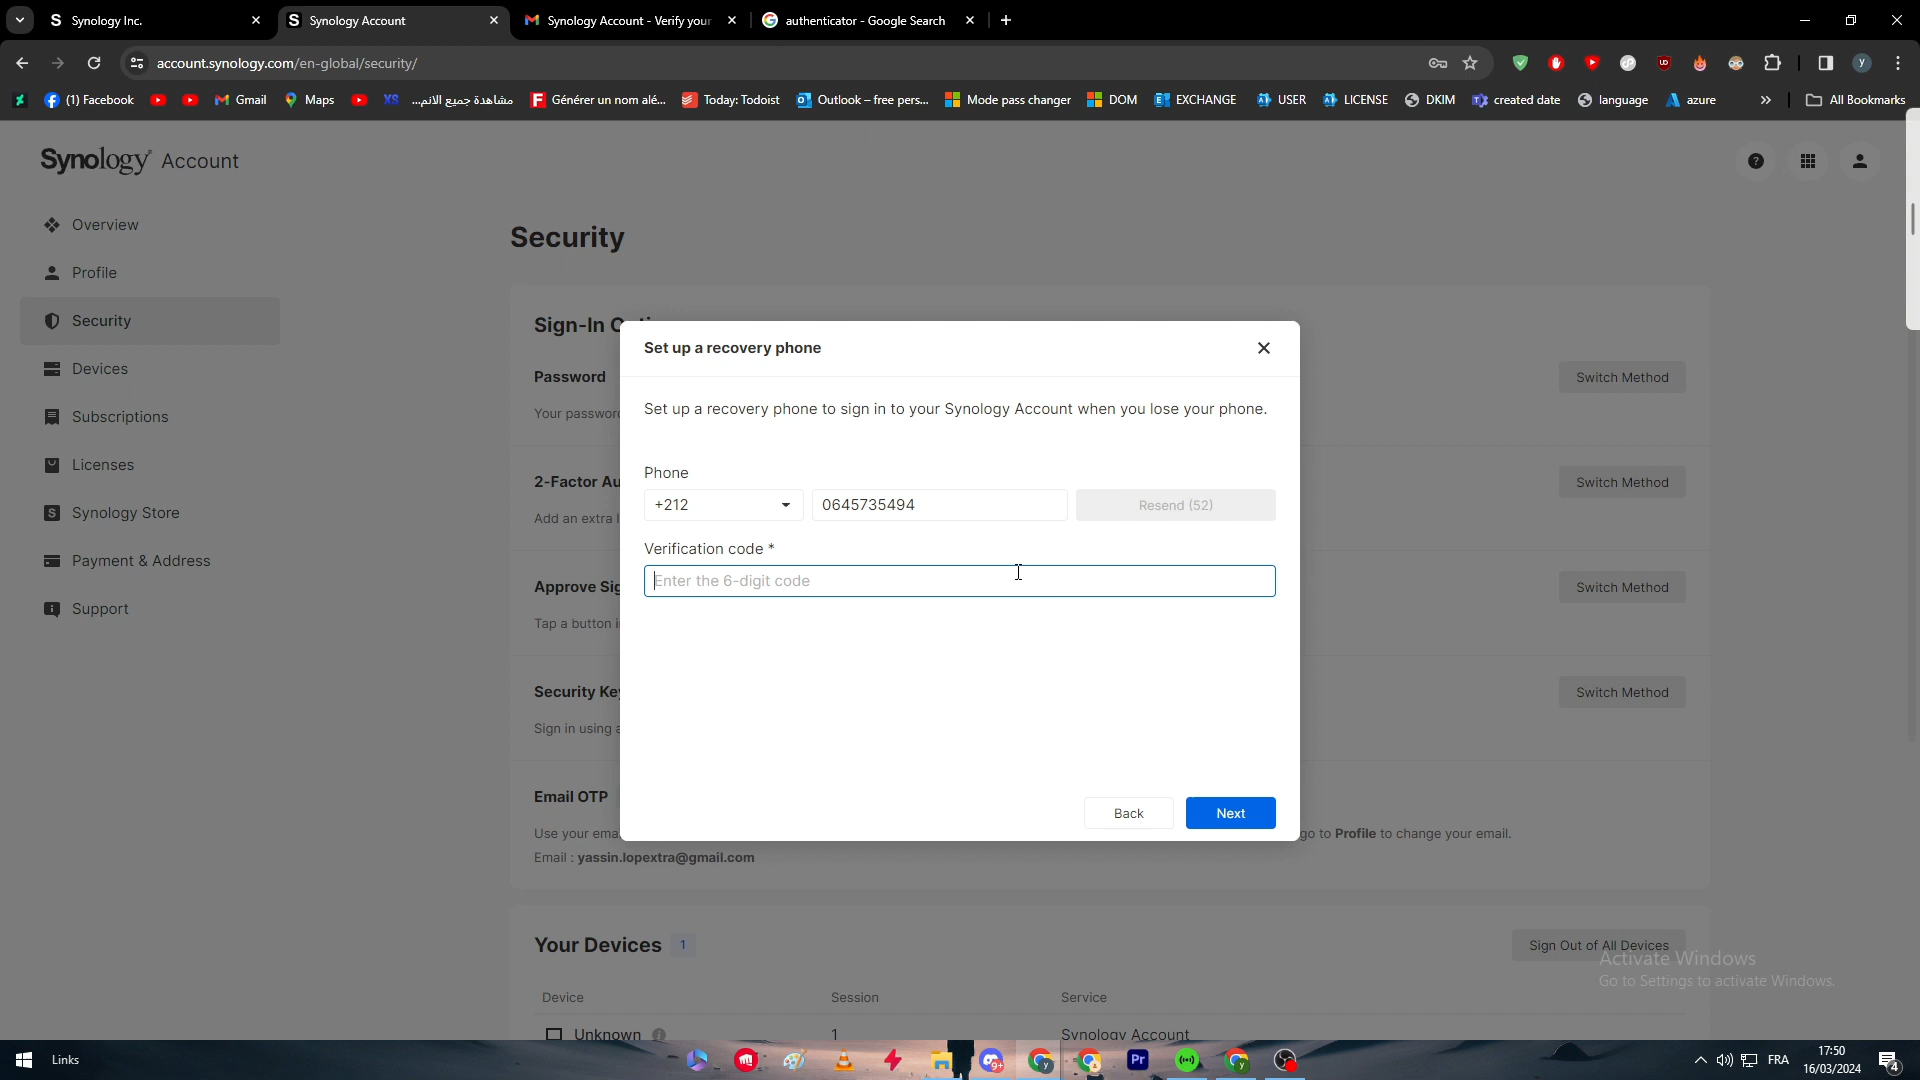 Synology Inc.
Synology Account
Synology Account - Verify your
authenticator - Google Search
account.synology.com/en-global/security/
(1) Facebook
Gmail
Maps
مشاهدة جميع الانم...
Générer un nom alé...
Today: Todoist
Outlook – free pers...
Mode pass changer
DOM
EXCHANGE
USER
LICENSE
DKIM
created date
language
azure
»
All Bookmarks
Synology Account
Overview
Profile
Security
Devices
Subscriptions
Licenses
Synology Store
Payment & Address
Support
Security
Sign-In
Password
Switch Method
Your password
2-Factor Au
Switch Method
Add an extra l
Approve Sig
Switch Method
Tap a button i
Security Key
Switch Method
Sign in using a
Email OTP
Use your ema
go to Profile to change your email.
Email : yassin.lopextra@gmail.com
Set up a recovery phone
Set up a recovery phone to sign in to your Synology Account when you lose your phone.
Phone
+212
0645735494
Resend (52)
Verification code *
Enter the 6-digit code
Back
Next
Your Devices 1
Sign Out of All Devices
Device Session Service
Unknown 1 Synology Account
Activate Windows
Go to Settings to activate Windows.
Links
9+
Pr
FRA
17:50
16/03/2024
4